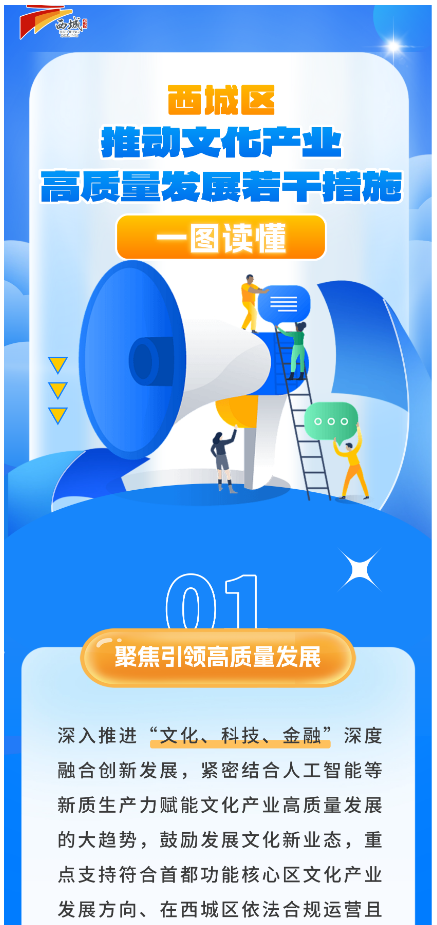 西城
西城区
推动文化产业
高质量发展若干措施
一图读懂
01
聚焦引领高质量发展
深入推进“文化、科技、金融”深度
融合创新发展，紧密结合人工智能等
新质生产力赋能文化产业高质量发展
的大趋势，鼓励发展文化新业态，重
点支持符合首都功能核心区文化产业
发展方向、在西城区依法合规运营且